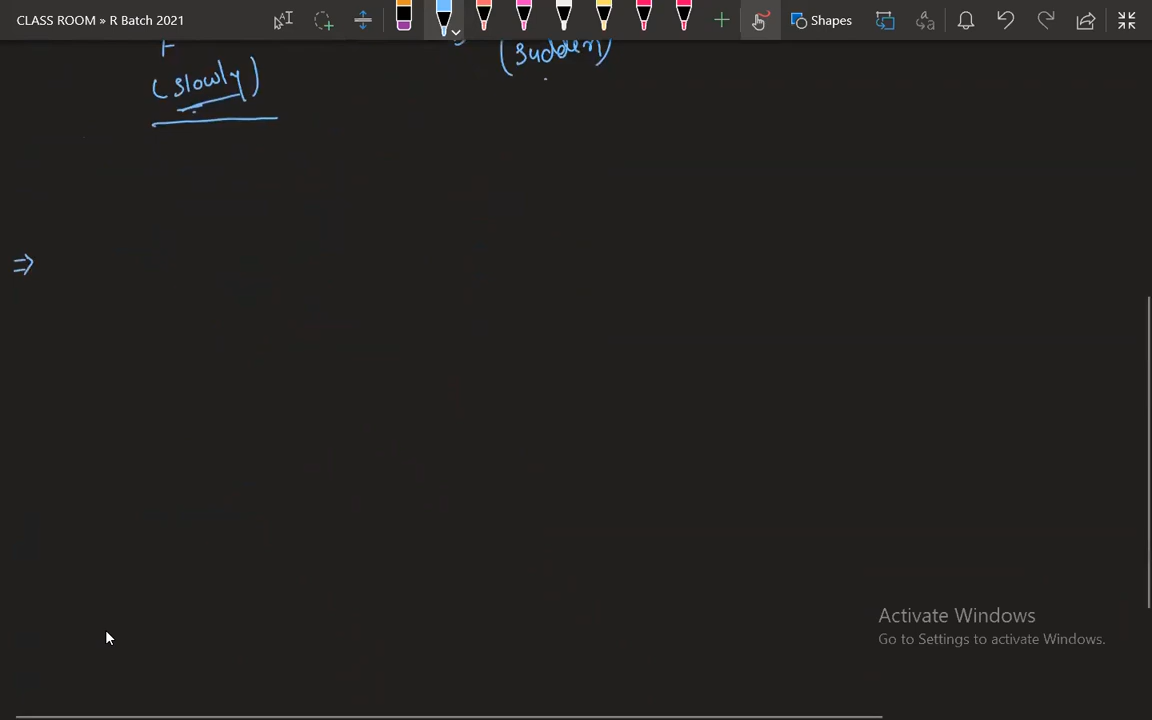 CLASS ROOM » R Batch 2021
Shapes
(sudden)
(slowly)
⇒
Activate Windows
Go to Settings to activate Windows.